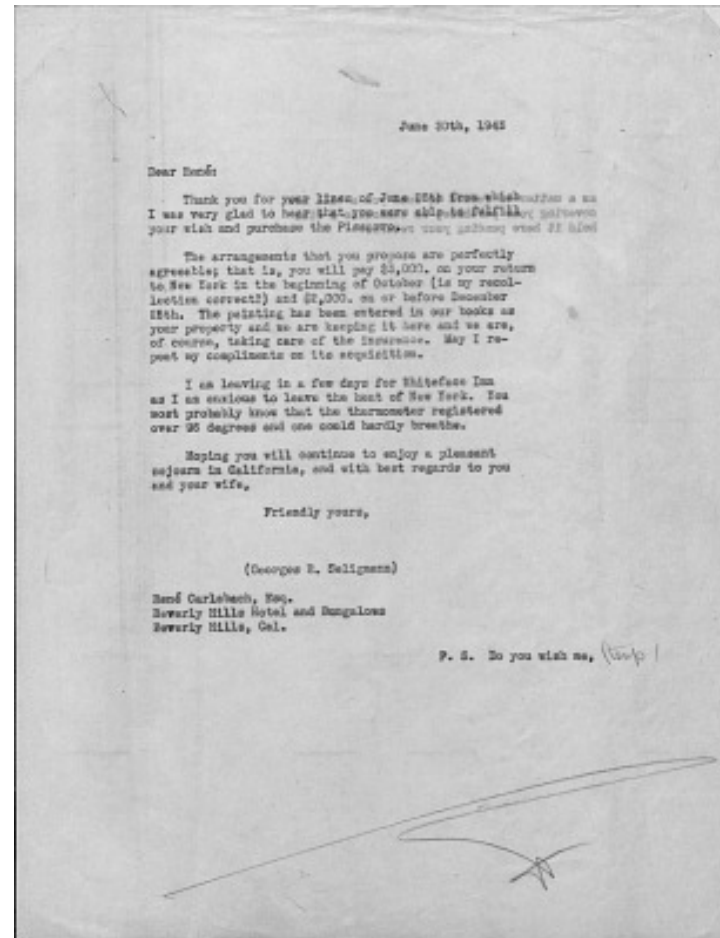 June 30th, 1945
Dear René:
Thank you for your lines of June 25th from which
I was very glad to hear that you were able to fulfill
your wish and purchase the Pissarro.
The arrangements that you propose are perfectly
agreeable; that is, you will pay $3,000. on your return
to New York in the beginning of October (is my recol-
lection correct?) and $2,000. on or before December
15th. The painting has been entered in our books as
your property and we are keeping it here and we are,
of course, taking care of the insurance. May I re-
peat my compliments on its acquisition.
I am leaving in a few days for Whiteface Inn
as I am anxious to leave the heat of New York. You
most probably know that the thermometer registered
over 96 degrees and one could hardly breathe.
Hoping you will continue to enjoy a pleasant
sojourn in California, and with best regards to you
and your wife,
Friendly yours,
(Georges E. Seligmann)
René Carlebach, Esq.
Beverly Hills Hotel and Bungalows
Beverly Hills, Cal.
P. S. Do you wish me,